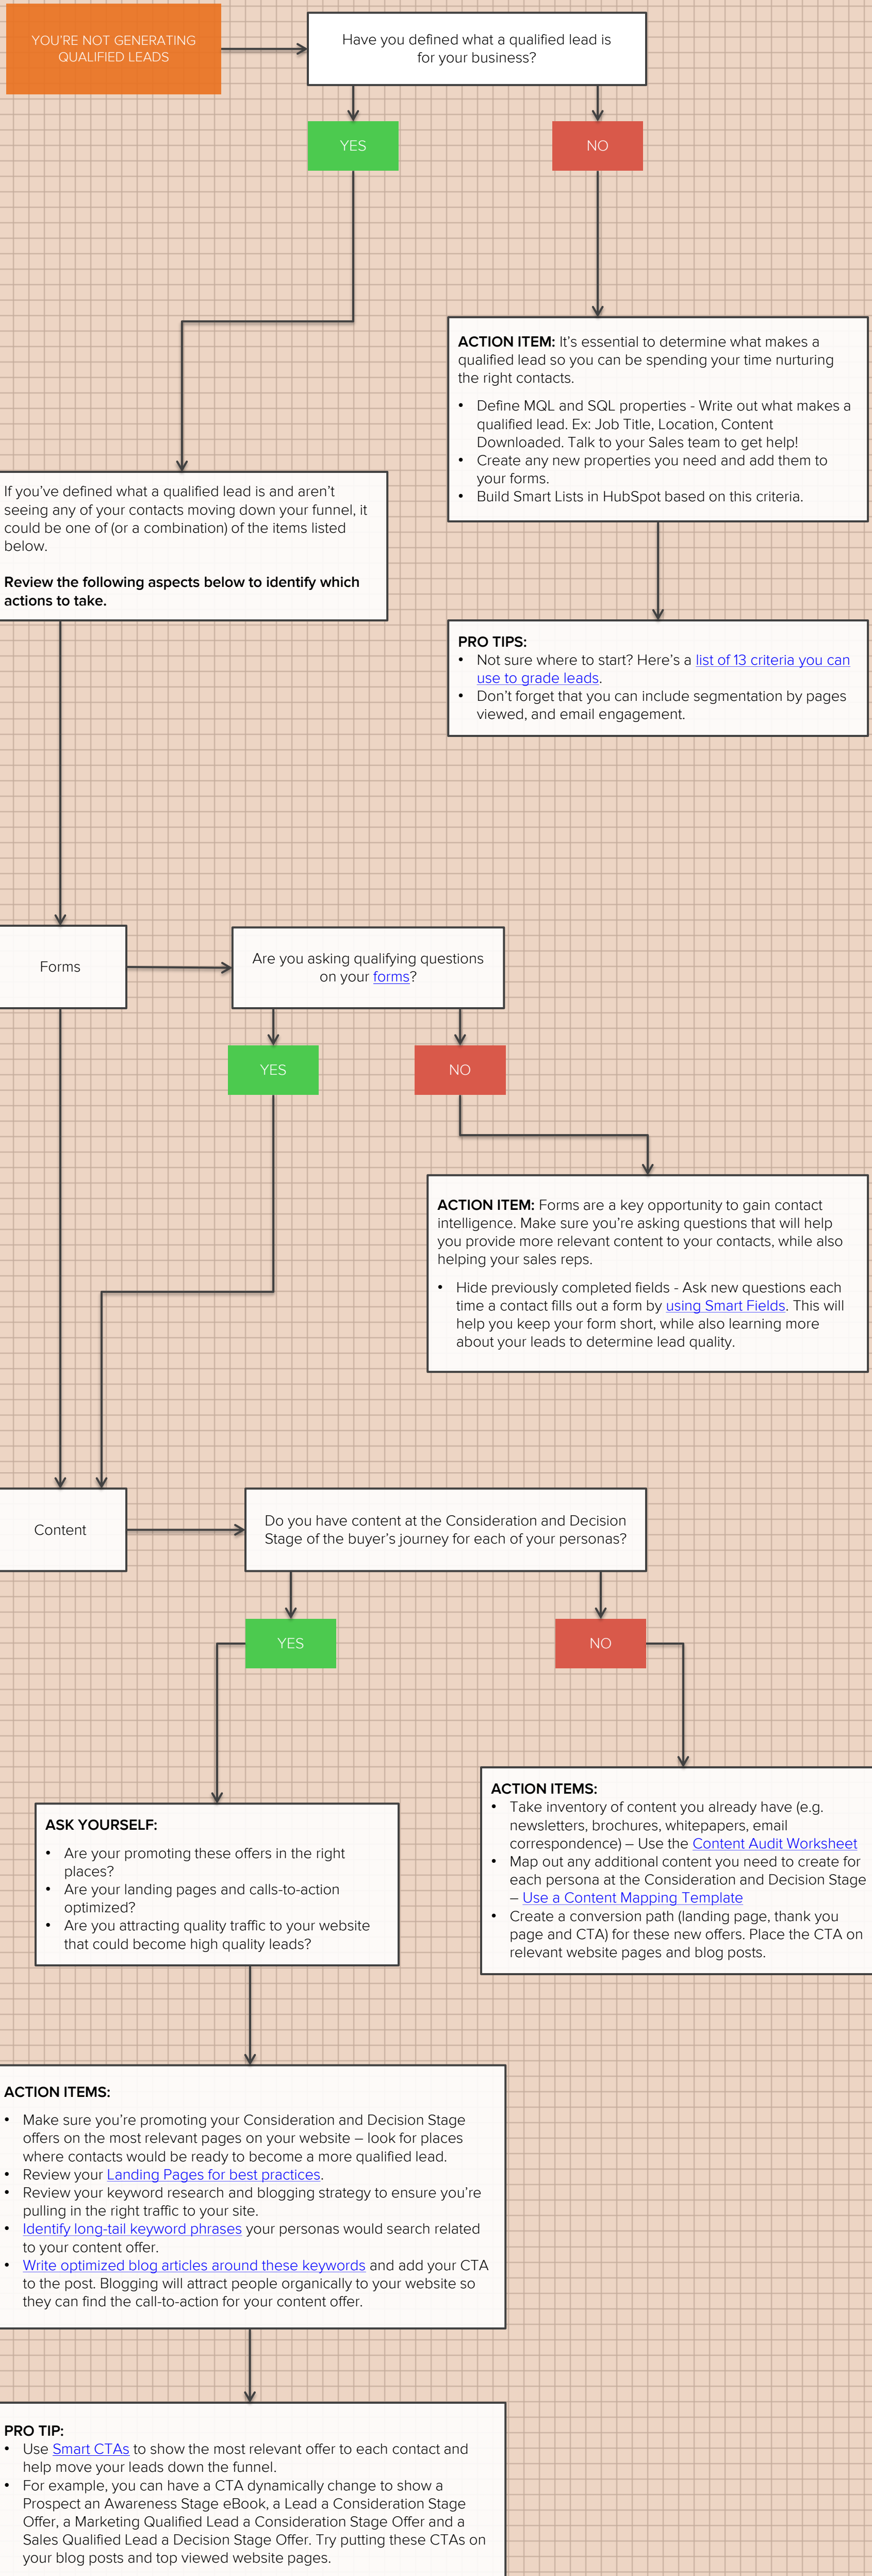 YOU'RE NOT GENERATING
QUALIFIED LEADS
Have you defined what a qualified lead is
for your business?
YES
NO
ACTION ITEM: It's essential to determine what makes a
qualified lead so you can be spending your time nurturing
the right contacts.
• Define MQL and SQL properties - Write out what makes a
qualified lead. Ex: Job Title, Location, Content
Downloaded. Talk to your Sales team to get help!
• Create any new properties you need and add them to
your forms.
• Build Smart Lists in HubSpot based on this criteria.
If you've defined what a qualified lead is and aren't
seeing any of your contacts moving down your funnel, it
could be one of (or a combination) of the items listed
below.
Review the following aspects below to identify which
actions to take.
PRO TIPS:
• Not sure where to start? Here's a list of 13 criteria you can
use to grade leads.
• Don't forget that you can include segmentation by pages
viewed, and email engagement.
Forms
Are you asking qualifying questions
on your forms?
YES
NO
ACTION ITEM: Forms are a key opportunity to gain contact
intelligence. Make sure you're asking questions that will help
you provide more relevant content to your contacts, while also
helping your sales reps.
• Hide previously completed fields - Ask new questions each
time a contact fills out a form by using Smart Fields. This will
help you keep your form short, while also learning more
about your leads to determine lead quality.
Content
Do you have content at the Consideration and Decision
Stage of the buyer's journey for each of your personas?
YES
NO
ACTION ITEMS:
• Take inventory of content you already have (e.g.
newsletters, brochures, whitepapers, email
correspondence) – Use the Content Audit Worksheet
• Map out any additional content you need to create for
each persona at the Consideration and Decision Stage
– Use a Content Mapping Template
• Create a conversion path (landing page, thank you
page and CTA) for these new offers. Place the CTA on
relevant website pages and blog posts.
ASK YOURSELF:
• Are your promoting these offers in the right
places?
• Are your landing pages and calls-to-action
optimized?
• Are you attracting quality traffic to your website
that could become high quality leads?
ACTION ITEMS:
• Make sure you're promoting your Consideration and Decision Stage
offers on the most relevant pages on your website – look for places
where contacts would be ready to become a more qualified lead.
• Review your Landing Pages for best practices.
• Review your keyword research and blogging strategy to ensure you're
pulling in the right traffic to your site.
• Identify long-tail keyword phrases your personas would search related
to your content offer.
• Write optimized blog articles around these keywords and add your CTA
to the post. Blogging will attract people organically to your website so
they can find the call-to-action for your content offer.
PRO TIP:
• Use Smart CTAs to show the most relevant offer to each contact and
help move your leads down the funnel.
• For example, you can have a CTA dynamically change to show a
Prospect an Awareness Stage eBook, a Lead a Consideration Stage
Offer, a Marketing Qualified Lead a Consideration Stage Offer and a
Sales Qualified Lead a Decision Stage Offer. Try putting these CTAs on
your blog posts and top viewed website pages.